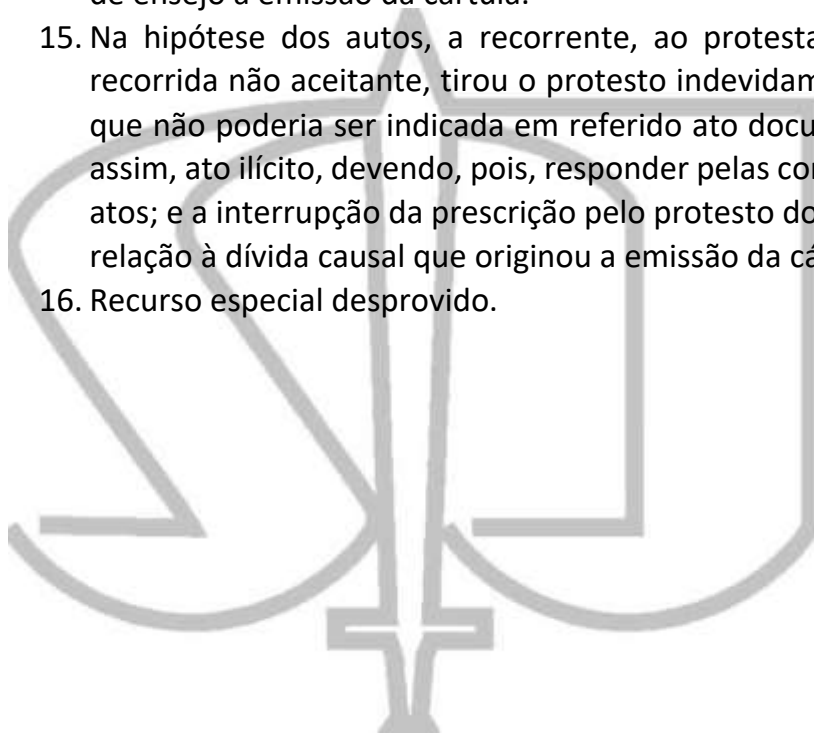 de ensejo à emissão da cártula.
15. Na hipótese dos autos, a recorrente, ao protesta
recorrida não aceitante, tirou o protesto indevidam
que não poderia ser indicada em referido ato docu
assim, ato ilícito, devendo, pois, responder pelas co
atos; e a interrupção da prescrição pelo protesto do
relação à dívida causal que originou a emissão da cá
16. Recurso especial desprovido.